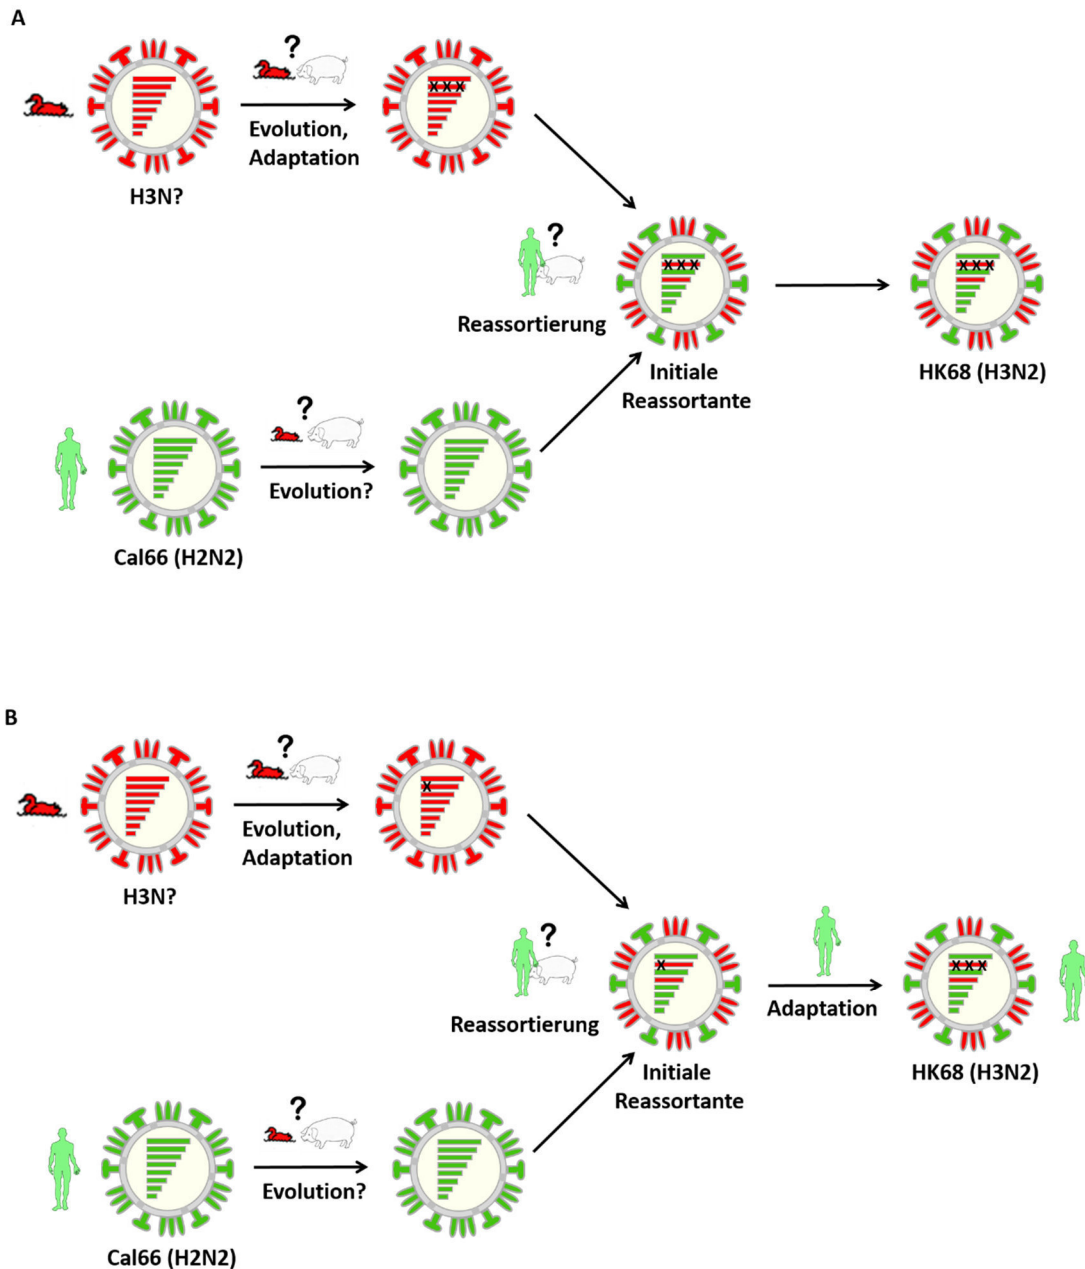 A
?
Evolution,
Adaptation
X X X
H3N?
?
Reassortierung
X X X
Initiale
Reassortante
X X X
HK68 (H3N2)
?
Evolution?
Cal66 (H2N2)
B
?
Evolution,
Adaptation
X
H3N?
?
Reassortierung
X
Initiale
Reassortante
Adaptation
X X X
HK68 (H3N2)
?
Evolution?
Cal66 (H2N2)